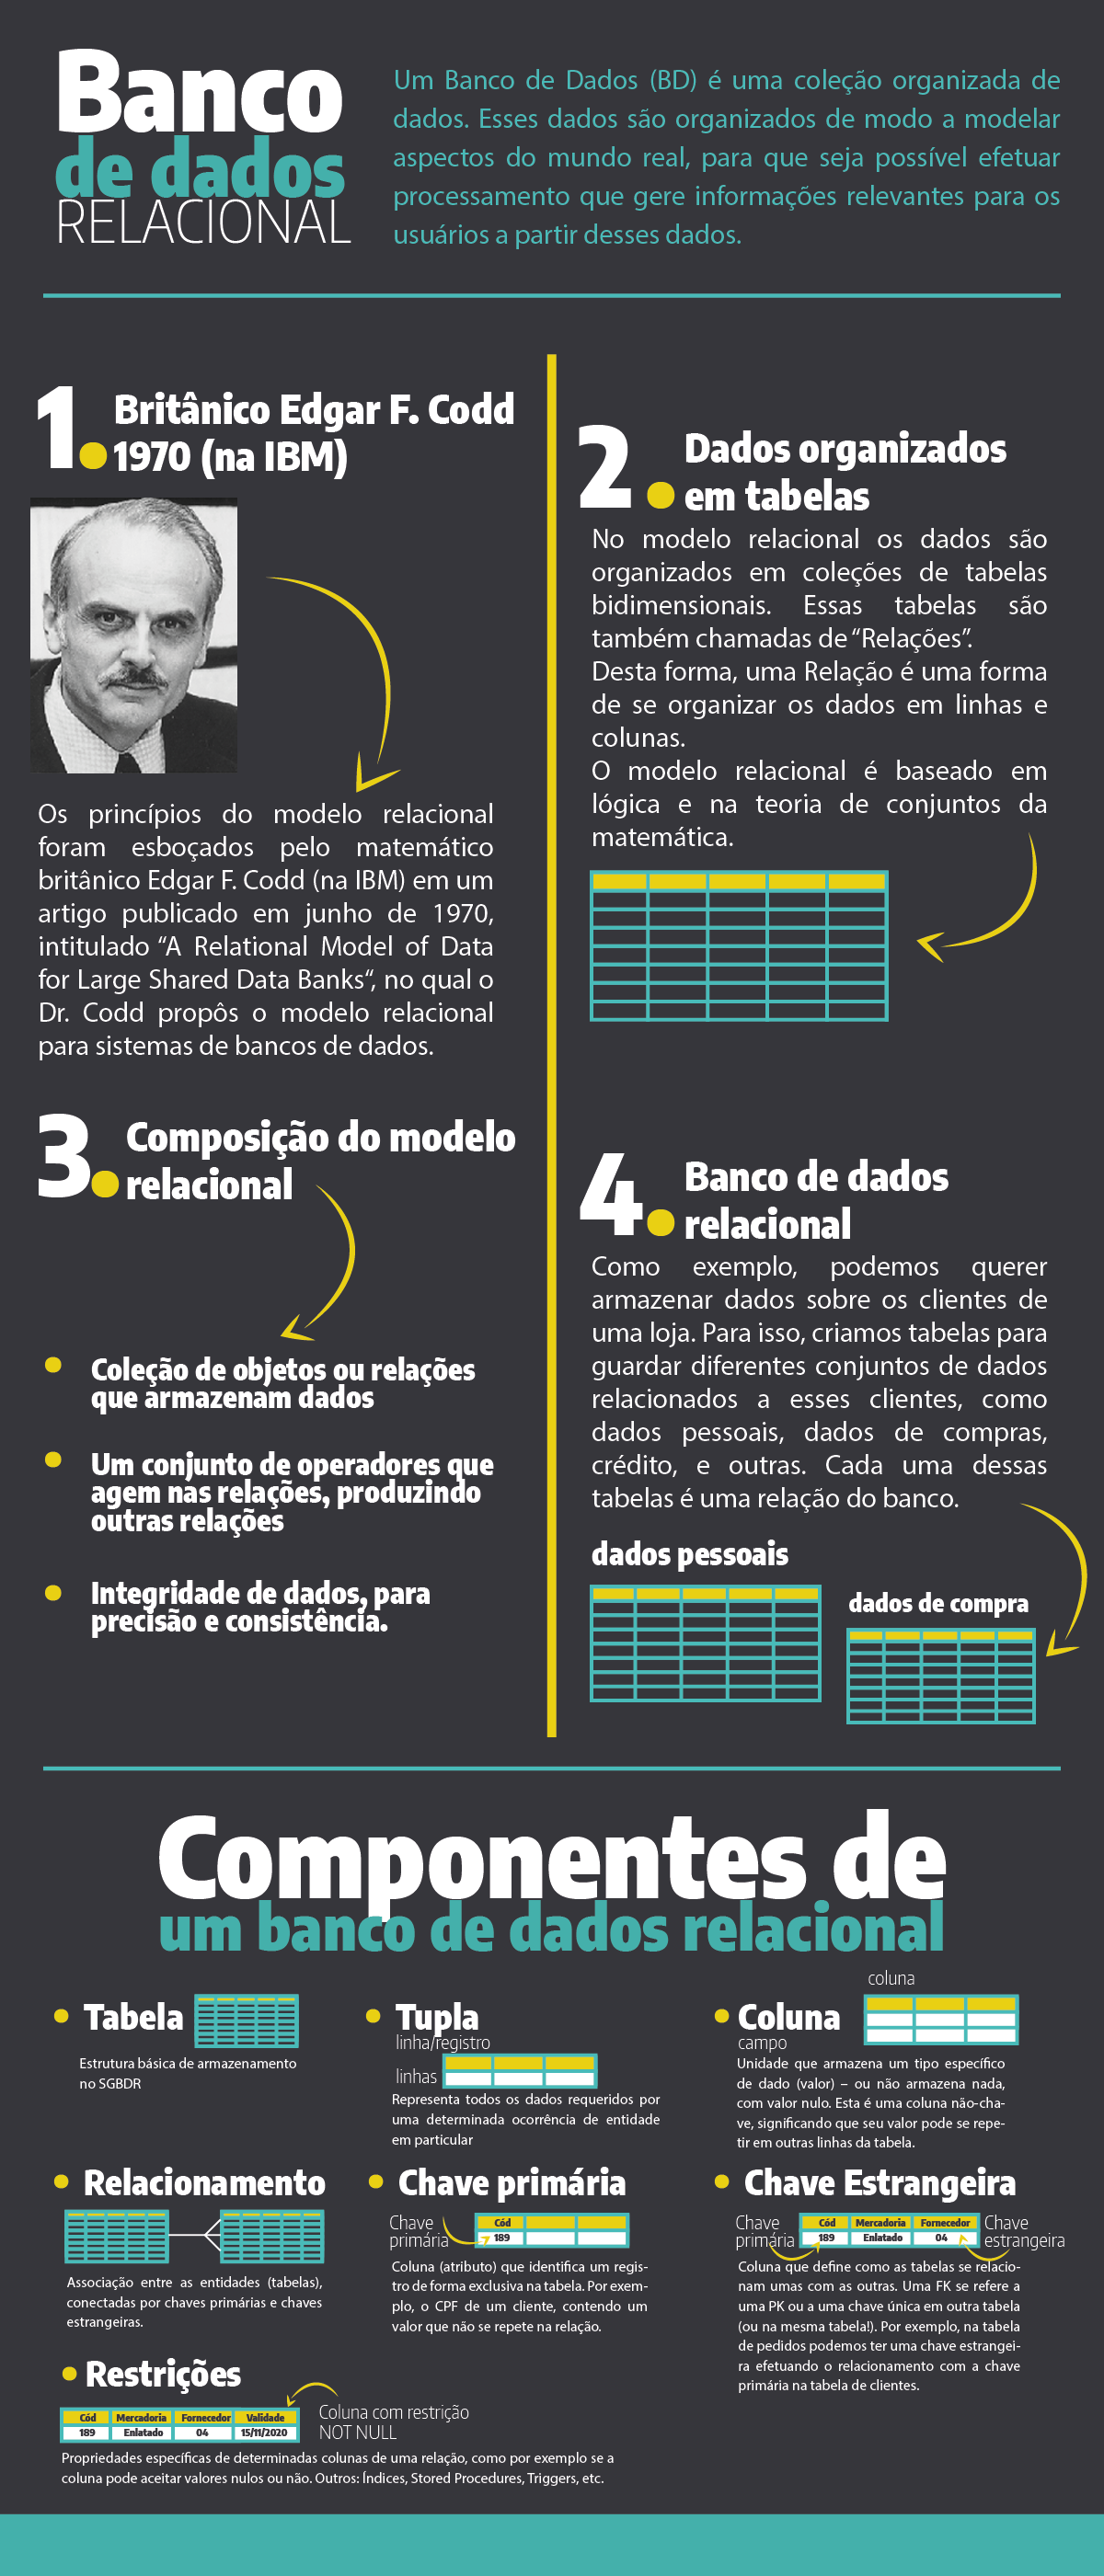 Banco
de dados
RELACIONAL
Um Banco de Dados (BD) é uma coleção organizada de
dados. Esses dados são organizados de modo a modelar
aspectos do mundo real, para que seja possível efetuar
processamento que gere informações relevantes para os
usuários a partir desses dados.
1. Britânico Edgar F. Codd
1970 (na IBM)
Os princípios do modelo relacional
foram esboçados pelo matemático
britânico Edgar F. Codd (na IBM) em um
artigo publicado em junho de 1970,
intitulado “A Relational Model of Data
for Large Shared Data Banks“, no qual o
Dr. Codd propôs o modelo relacional
para sistemas de bancos de dados.
2. Dados organizados
em tabelas
No modelo relacional os dados são
organizados em coleções de tabelas
bidimensionais. Essas tabelas são
também chamadas de “Relações”.
Desta forma, uma Relação é uma forma
de se organizar os dados em linhas e
colunas.
O modelo relacional é baseado em
lógica e na teoria de conjuntos da
matemática.
3. Composição do modelo
relacional
Coleção de objetos ou relações
que armazenam dados
Um conjunto de operadores que
agem nas relações, produzindo
outras relações
Integridade de dados, para
precisão e consistência.
4. Banco de dados
relacional
Como exemplo, podemos querer
armazenar dados sobre os clientes de
uma loja. Para isso, criamos tabelas para
guardar diferentes conjuntos de dados
relacionados a esses clientes, como
dados pessoais, dados de compras,
crédito, e outras. Cada uma dessas
tabelas é uma relação do banco.
dados pessoais
dados de compra
Componentes de
um banco de dados relacional
Tabela
Estrutura básica de armazenamento
no SGBDR
Tupla
linha/registro
linhas
Representa todos os dados requeridos por
uma determinada ocorrência de entidade
em particular
coluna
Coluna
campo
Unidade que armazena um tipo específico
de dado (valor) – ou não armazena nada,
com valor nulo. Esta é uma coluna não-cha-
ve, significando que seu valor pode se repe-
tir em outras linhas da tabela.
Relacionamento
Associação entre as entidades (tabelas),
conectadas por chaves primárias e chaves
estrangeiras.
Chave primária
Chave
primária
Cód
189
Coluna (atributo) que identifica um regis-
tro de forma exclusiva na tabela. Por exem-
plo, o CPF de um cliente, contendo um
valor que não se repete na relação.
Chave Estrangeira
Chave
primária
Cód Mercadoria Fornecedor
189 Enlatado 04
Chave
estrangeira
Coluna que define como as tabelas se relacio-
nam umas com as outras. Uma FK se refere a
uma PK ou a uma chave única em outra tabela
(ou na mesma tabela!). Por exemplo, na tabela
de pedidos podemos ter uma chave estrangei-
ra efetuando o relacionamento com a chave
primária na tabela de clientes.
Restrições
Cód Mercadoria Fornecedor Validade
189 Enlatado 04 15/11/2020
Coluna com restrição
NOT NULL
Propriedades específicas de determinadas colunas de uma relação, como por exemplo se a
coluna pode aceitar valores nulos ou não. Outros: Índices, Stored Procedures, Triggers, etc.